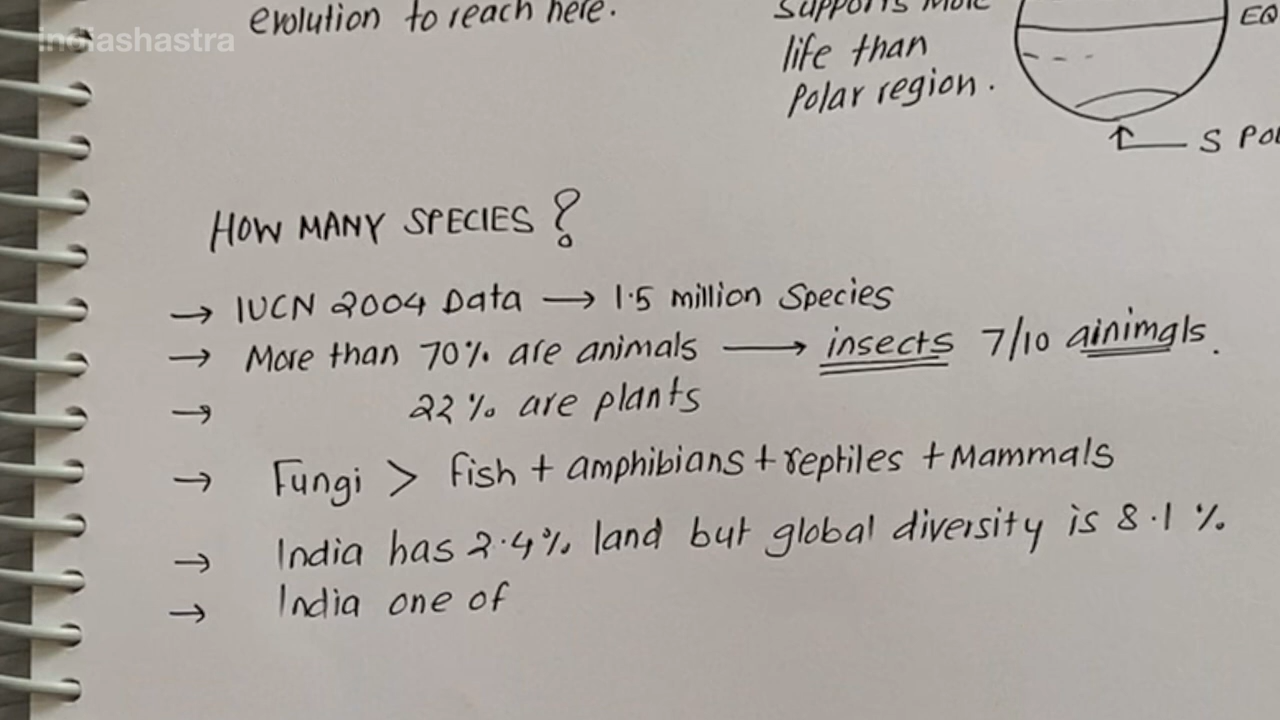 indiashastra
evolution to reach here.
supports more
life than
Polar region.
EQ
S
HOW MANY SPECIES?
→ IUCN 2004 Data → 1.5 million Species
→ More than 70% are animals → insects 7/10 ainimals.
→ 22% are plants
→ Fungi > fish + amphibians + reptiles + Mammals
→ India has 2.4% land but global diversity is 8.1 %
→ India one of